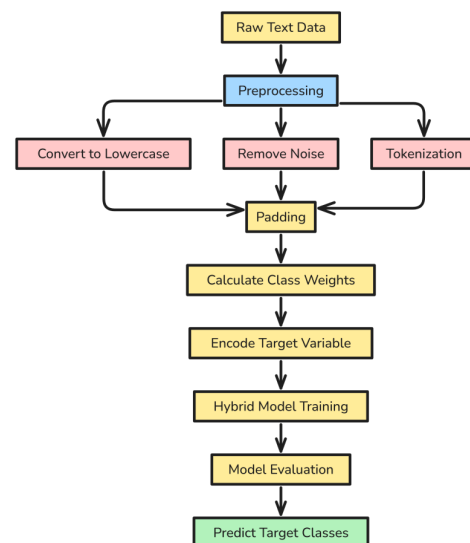 Raw Text Data
Preprocessing
Convert to Lowercase
Remove Noise
Tokenization
Padding
Calculate Class Weights
Encode Target Variable
Hybrid Model Training
Model Evaluation
Predict Target Classes